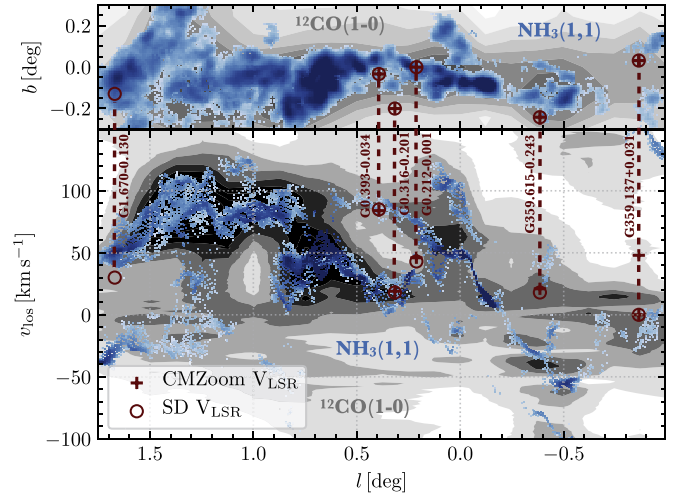 0.2
0.0
−0.2
b [deg]
¹²CO(1-0)
NH₃(1,1)
100
50
0
−50
−100
v_los [km s⁻¹]
G1.670-0.130
G0.393-0.034
G0.316-0.201
G0.212-0.001
G359.615-0.243
G359.137+0.031
NH₃(1,1)
¹²CO(1-0)
CMZoom V_LSR
SD V_LSR
1.5
1.0
0.5
0.0
−0.5
l [deg]